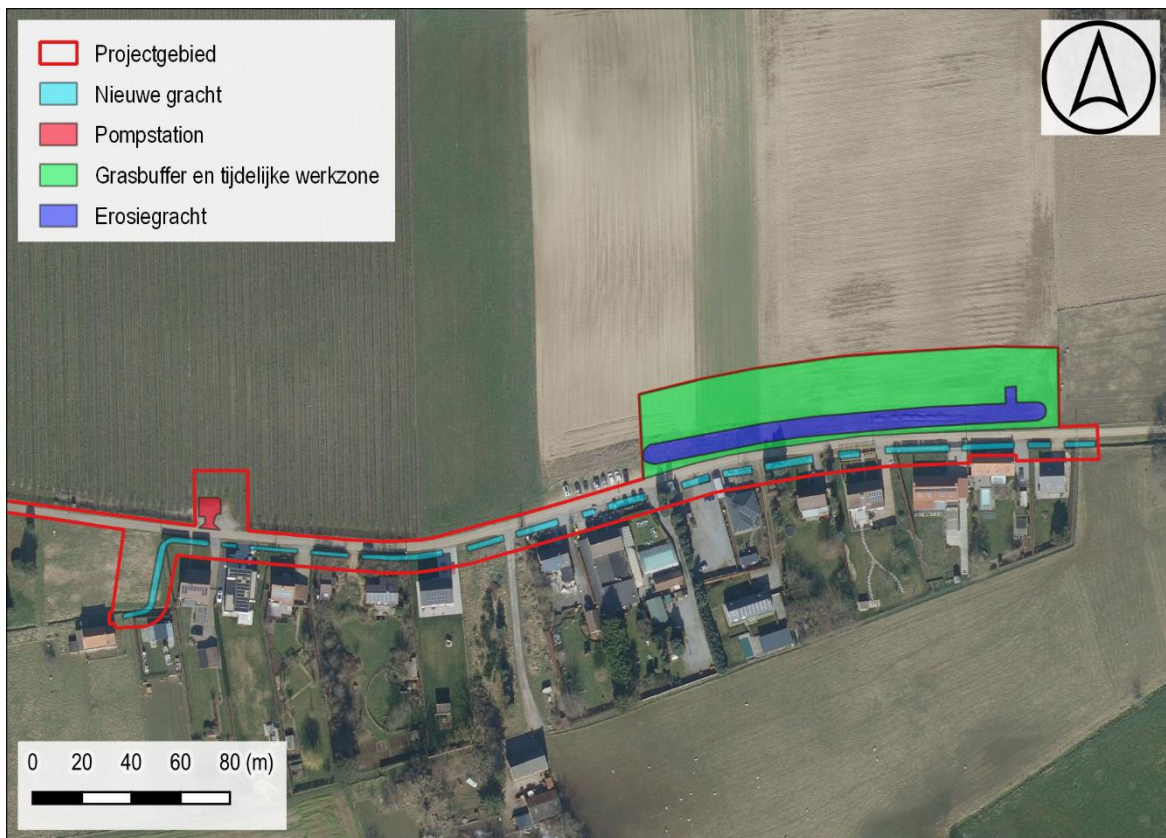 Projectgebied
Nieuwe gracht
Pompstation
Grasbuffer en tijdelijke werkzone
Erosiegracht
0 20 40 60 80 (m)